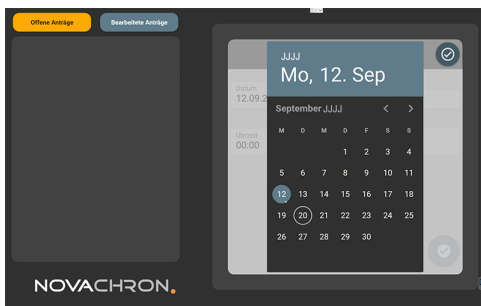 Offene Anträge
Bearbeitete Anträge
JJJJ
Mo, 12. Sep
Datum
12.09.2
September JJJJ
Uhrzeit
00:00
M D M D F S S
1 2 3 4
5 6 7 8 9 10 11
12 13 14 15 16 17 18
19 20 21 22 23 24 25
26 27 28 29 30
NOVACHRON.